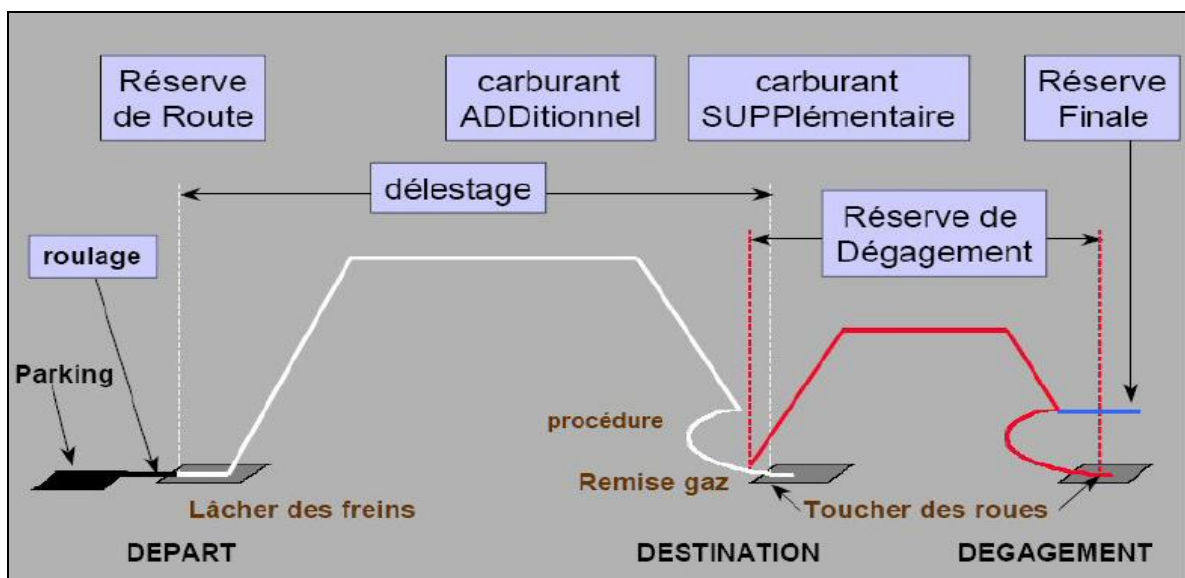 Réserve
de Route
carburant
ADDitionnel
carburant
SUPPlémentaire
Réserve
Finale
délestage
Réserve de
Dégagement
roulage
Parking
procédure
Remise gaz
Lâcher des freins
Toucher des roues
DEPART
DESTINATION
DEGAGEMENT